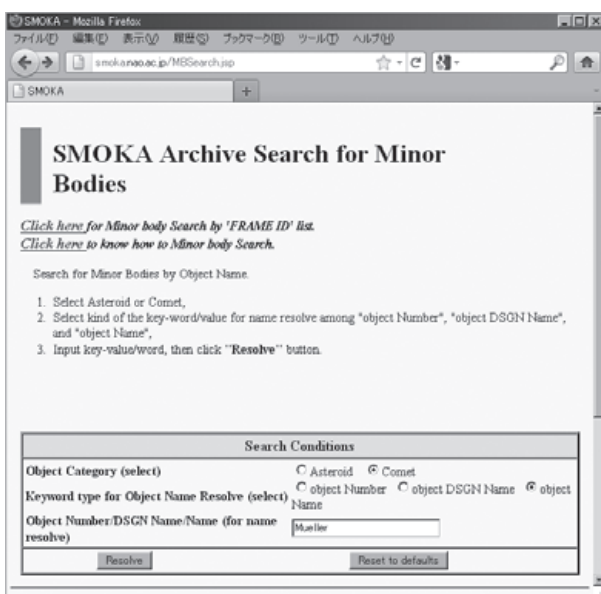 SMOKA - Mozilla Firefox
ファイル(F) 編集(E) 表示(V) 履歴(S) ブックマーク(B) ツール(T) ヘルプ(H)
smoka.nao.ac.jp/MBSearch.jsp
SMOKA
SMOKA Archive Search for Minor
Bodies
Click here for Minor body Search by 'FRAME ID' list.
Click here to know how to Minor body Search.
Search for Minor Bodies by Object Name.
1. Select Asteroid or Comet,
2. Select kind of the key-word/value for name resolve among "object Number", "object DSGN Name",
and "object Name",
3. Input key-value/word, then click "Resolve" button.
Search Conditions
Object Category (select) Asteroid Comet
Keyword type for Object Name Resolve (select) object Number object DSGN Name object
Name
Object Number/DSGN Name/Name (for name
resolve) Mueller
Resolve Reset to defaults